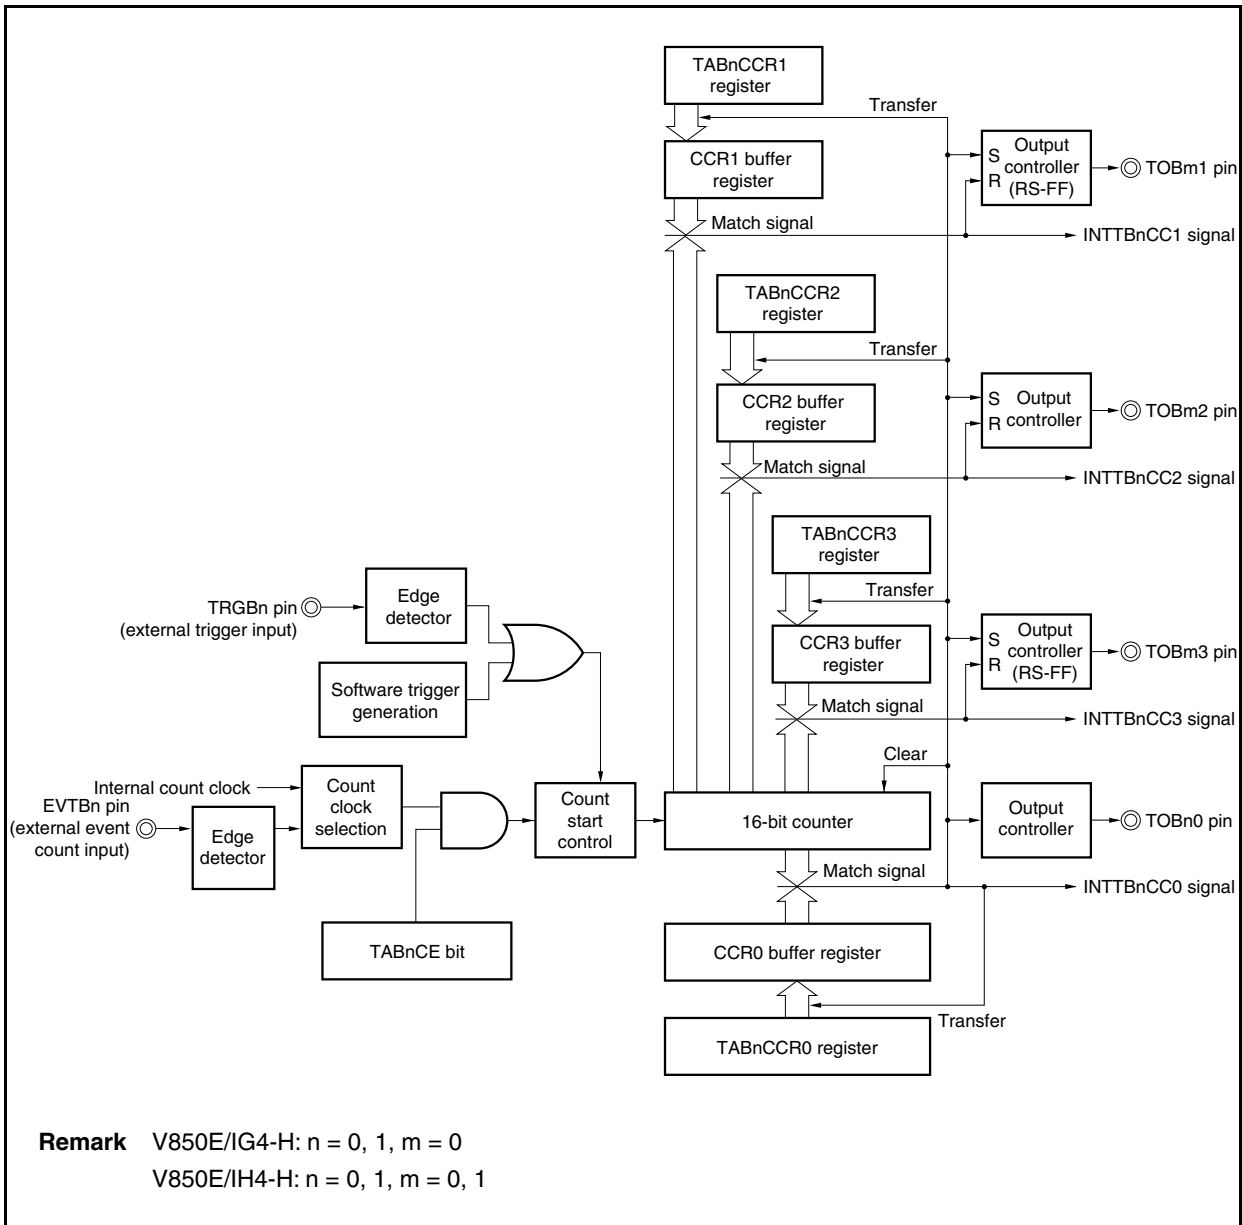 TABnCCR1
register
Transfer
CCR1 buffer
register
S
R
Output
controller
(RS-FF)
TOBm1 pin
Match signal
INTTBnCC1 signal
TABnCCR2
register
Transfer
CCR2 buffer
register
S
R
Output
controller
TOBm2 pin
Match signal
INTTBnCC2 signal
TABnCCR3
register
Transfer
CCR3 buffer
register
S
R
Output
controller
(RS-FF)
TOBm3 pin
Match signal
INTTBnCC3 signal
TRGBn pin
(external trigger input)
Edge
detector
Software trigger
generation
Clear
Internal count clock
EVTBn pin
(external event
count input)
Edge
detector
Count
clock
selection
Count
start
control
16-bit counter
Output
controller
TOBn0 pin
Match signal
INTTBnCC0 signal
TABnCE bit
CCR0 buffer register
Transfer
TABnCCR0 register
Remark V850E/IG4-H: n = 0, 1, m = 0
V850E/IH4-H: n = 0, 1, m = 0, 1